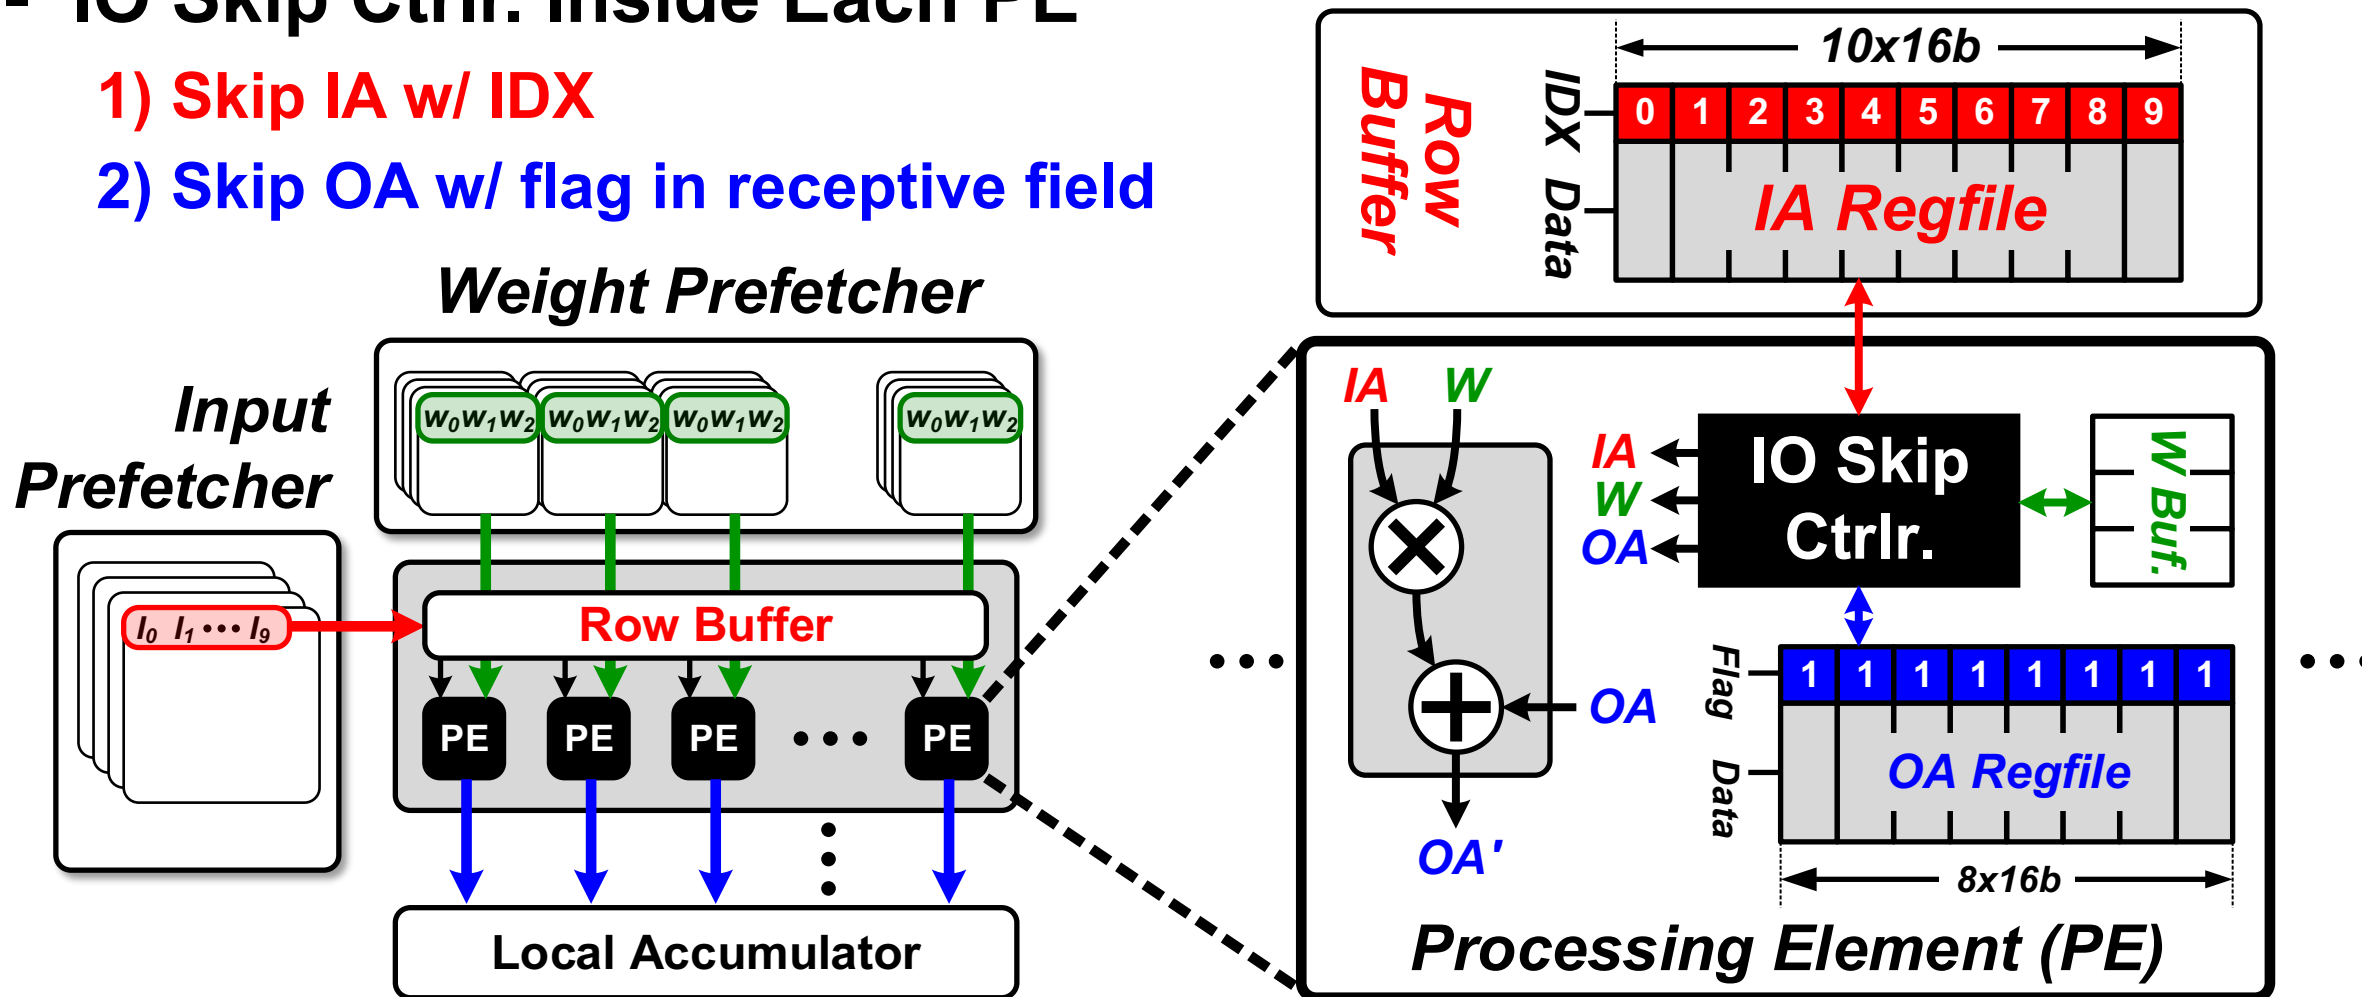 - IO Skip Ctrlr. Inside Each PE
1) Skip IA w/ IDX
2) Skip OA w/ flag in receptive field
Weight Prefetcher
w0w1w2 w0w1w2 w0w1w2 w0w1w2
Input
Prefetcher
I0 I1 ••• I9
Row Buffer
PE PE PE ••• PE
Local Accumulator
Row
Buffer
10x16b
IDX
0 1 2 3 4 5 6 7 8 9
Data
IA Regfile
IA W
IO Skip
Ctrlr.
IA
W
OA
W Buf.
OA
OA'
Flag
1 1 1 1 1 1 1 1
Data
OA Regfile
8x16b
Processing Element (PE)